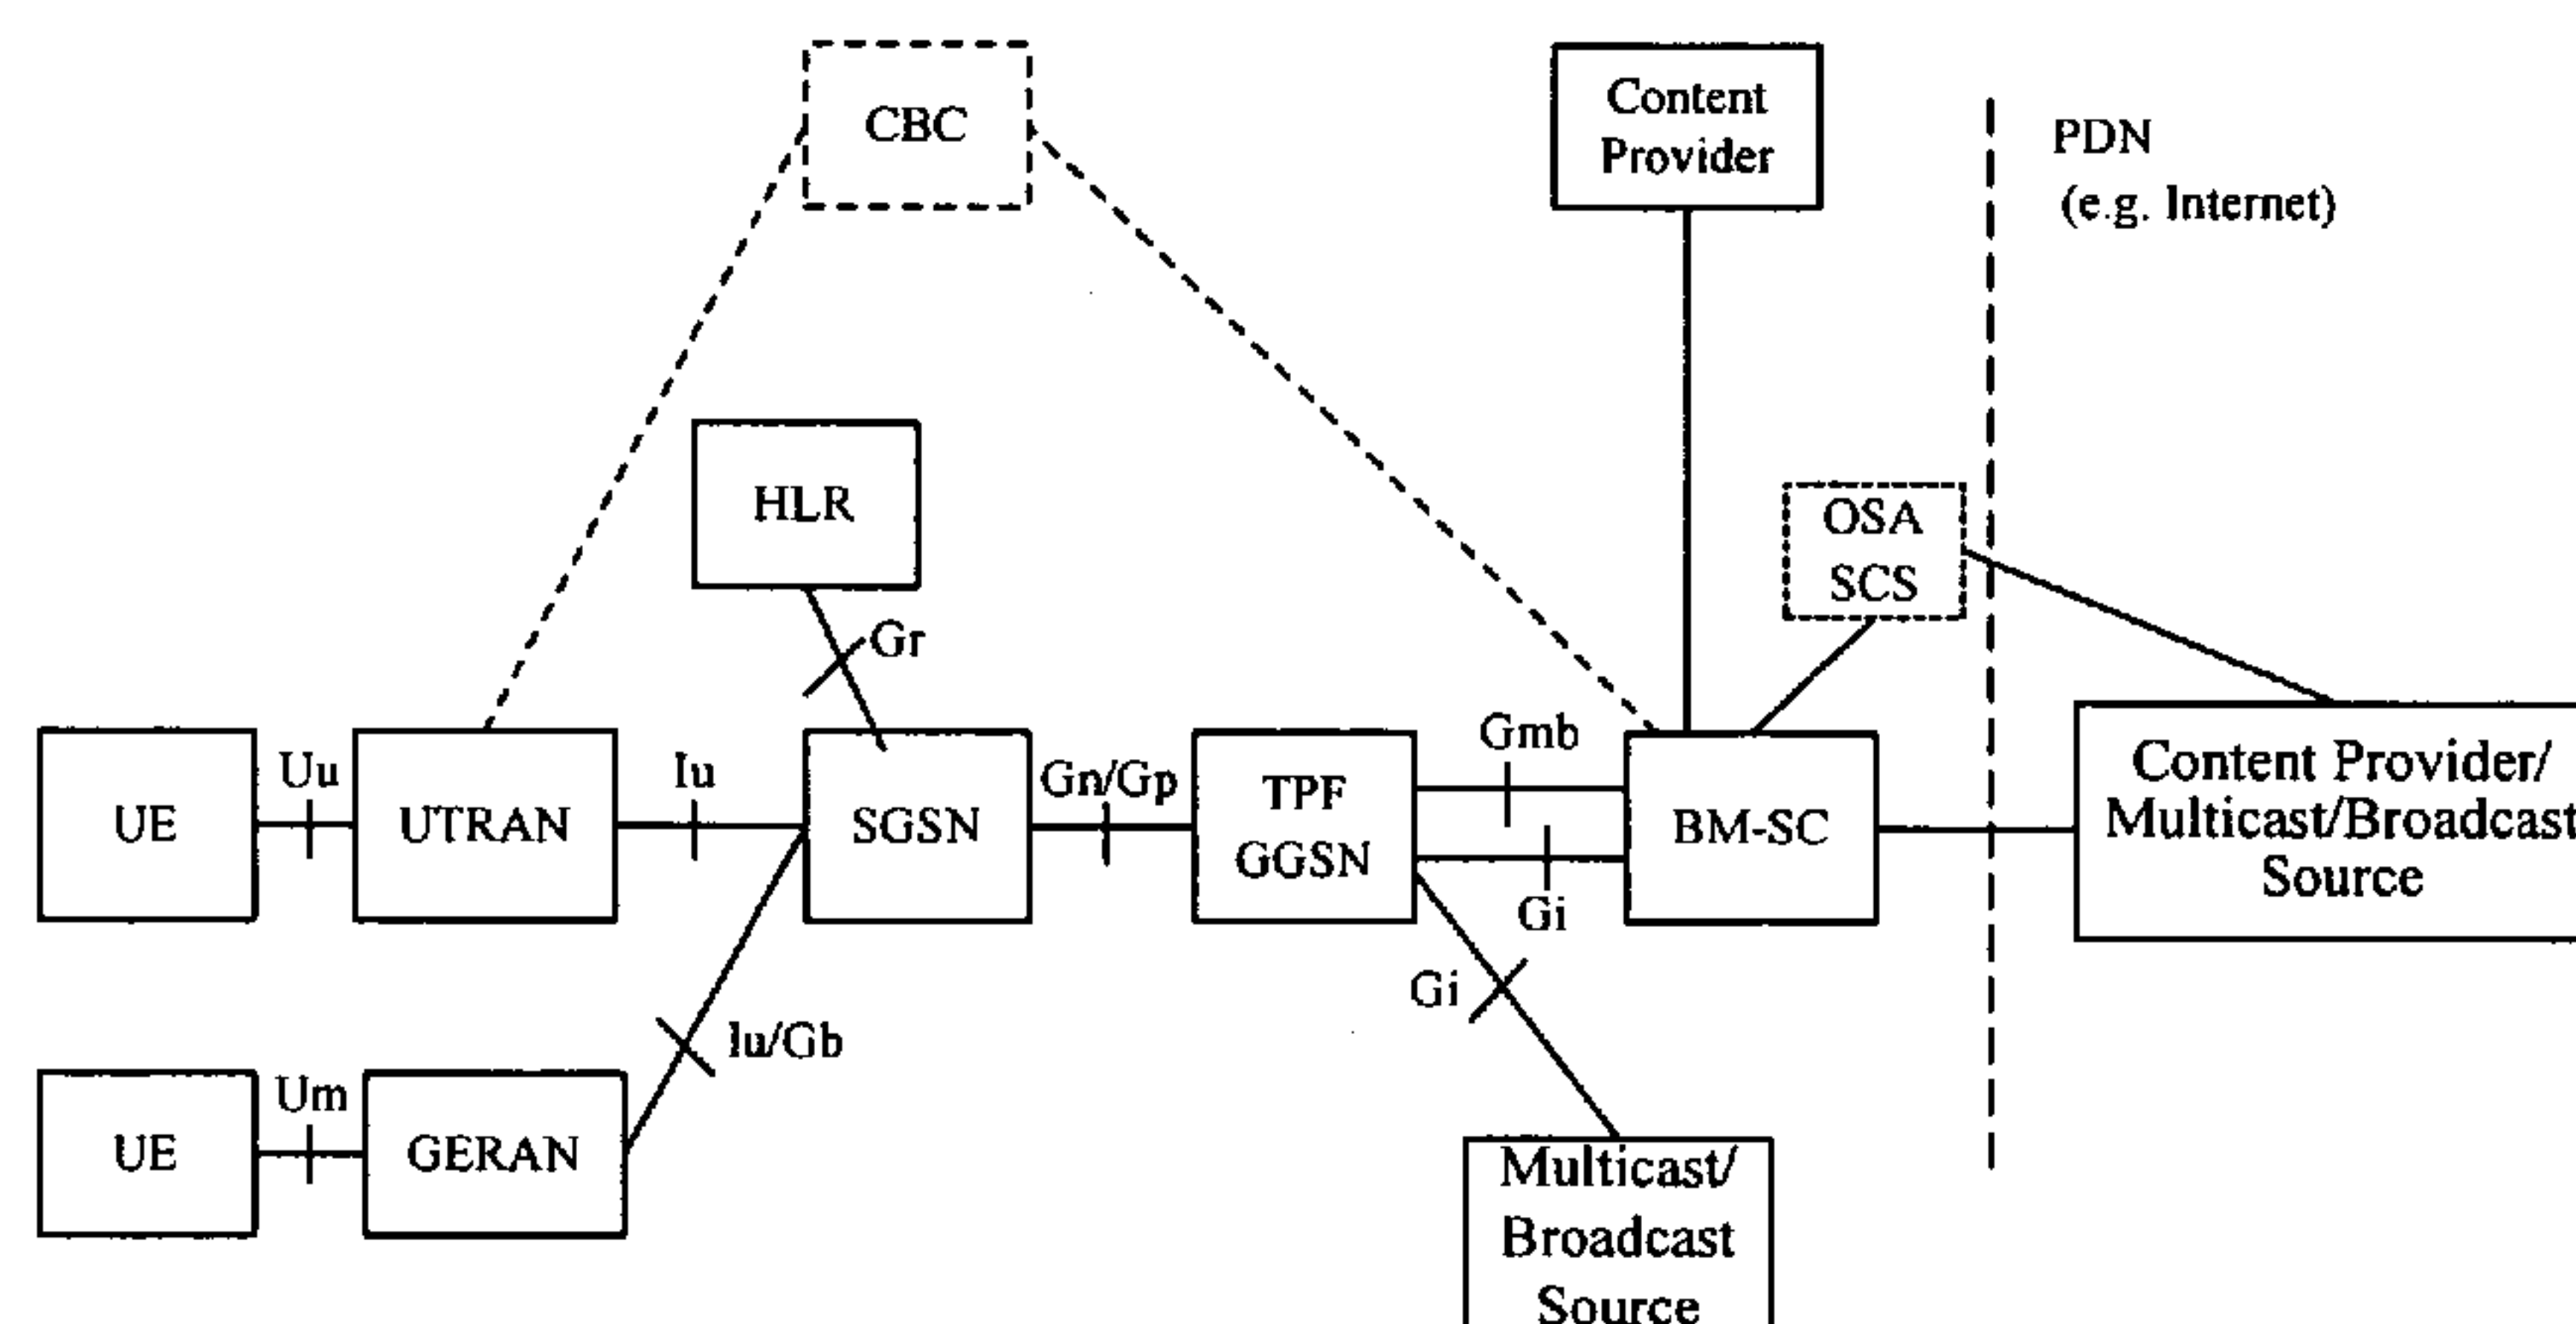 CBC
Content
Provider
PDN
(e.g. Internet)
HLR
OSA
SCS
Gr
Gmb
UE
Uu
UTRAN
Iu
SGSN
Gn/Gp
TPF
GGSN
BM-SC
Content Provider/
Multicast/Broadcast
Source
Gi
Gi
Iu/Gb
UE
Um
GERAN
Multicast/
Broadcast
Source